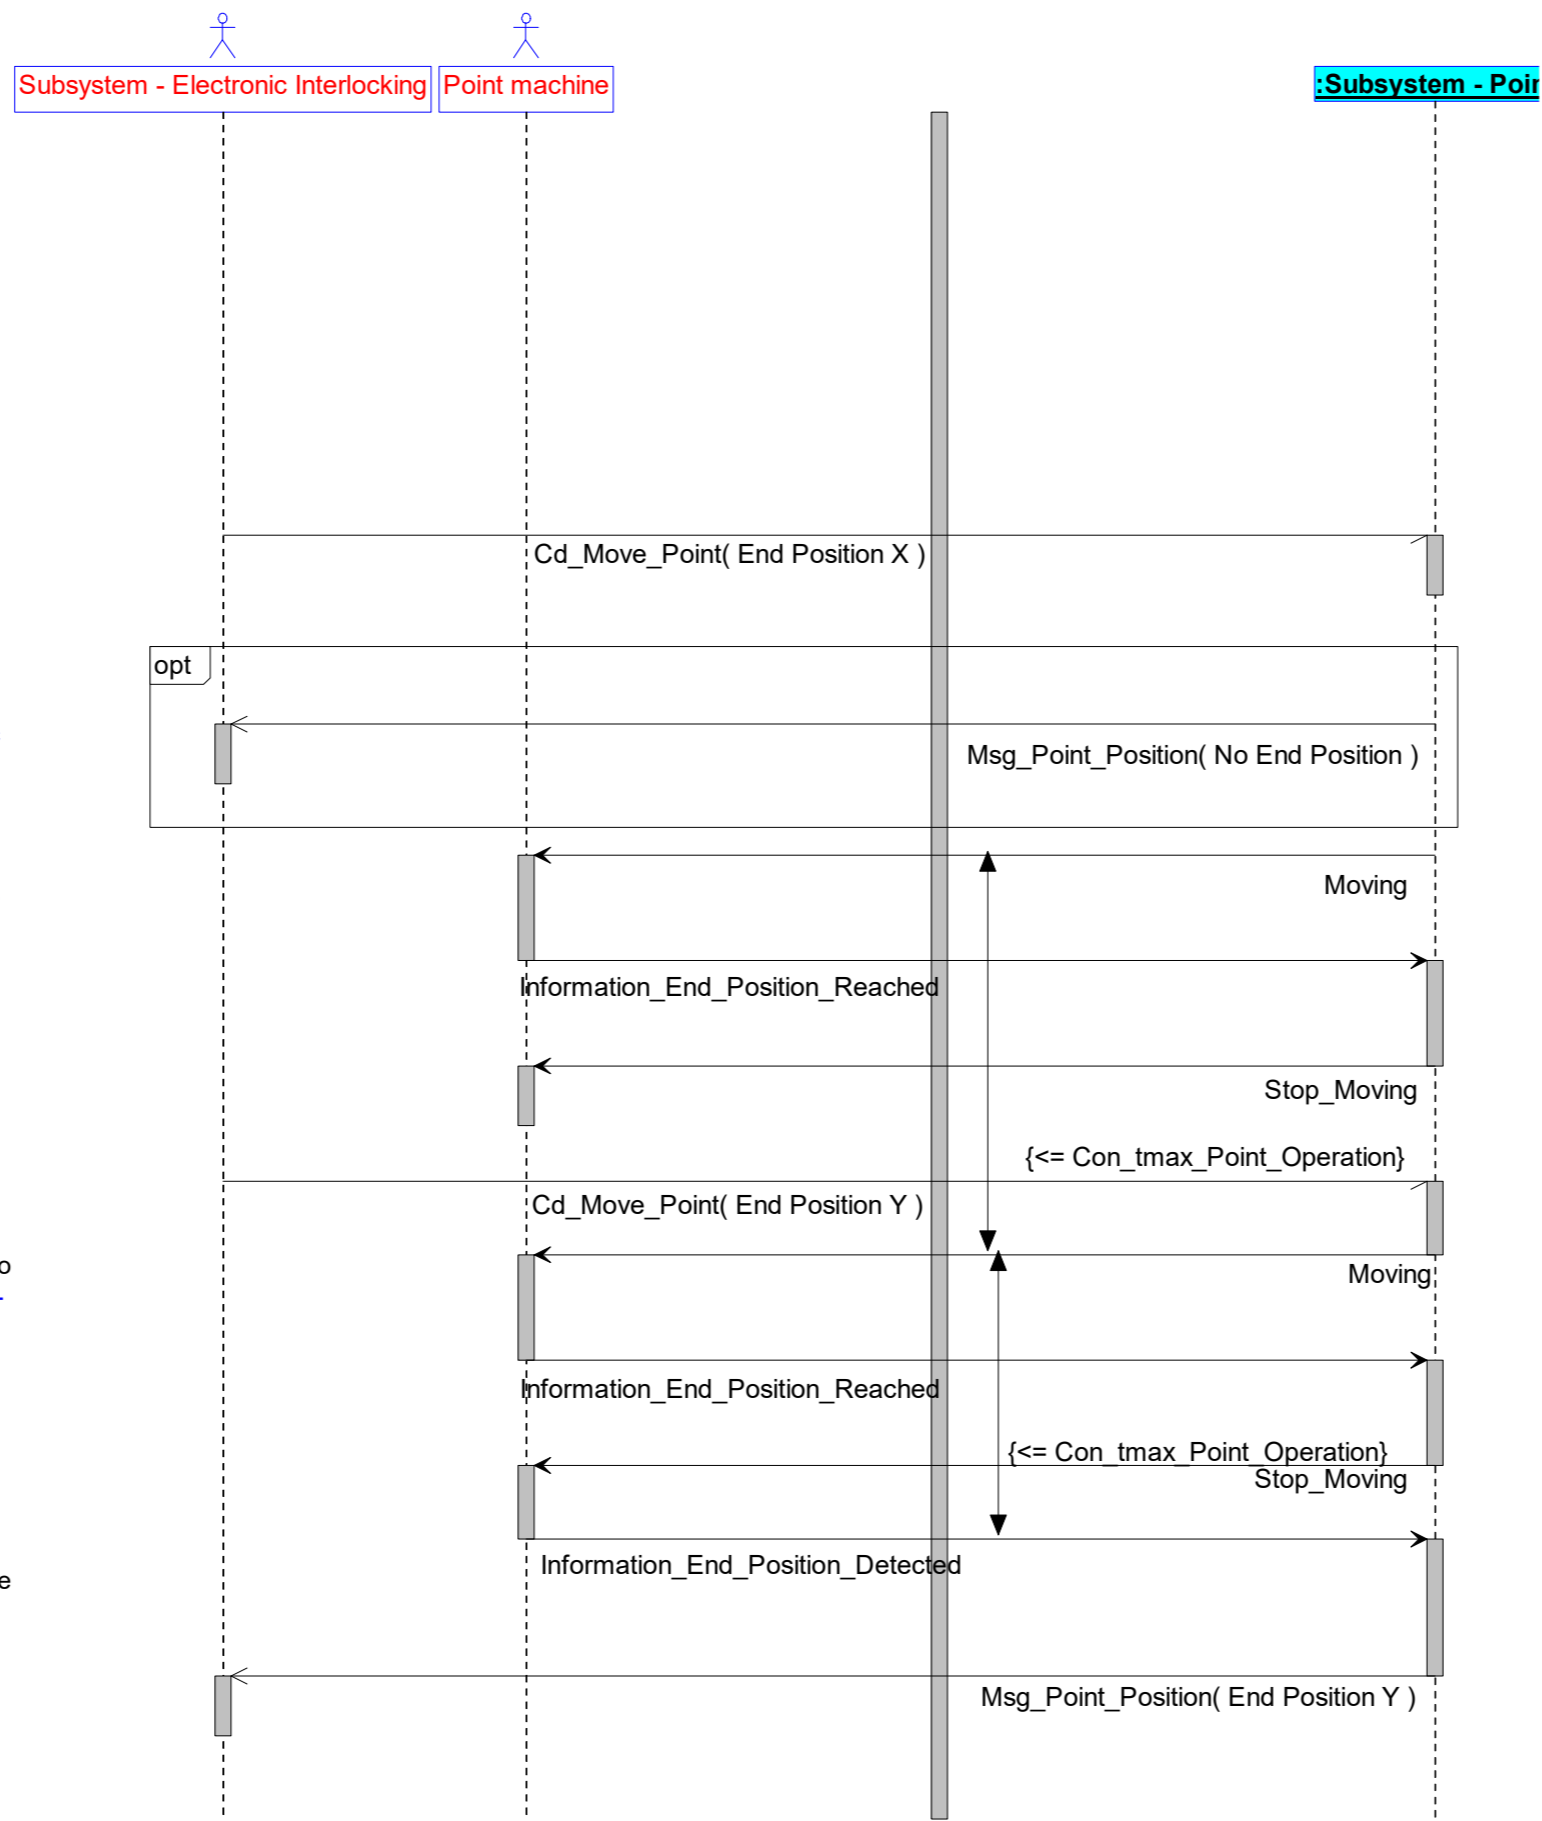 Subsystem - Electronic Interlocking
Point machine
:Subsystem - Poin
Cd_Move_Point( End Position X )
opt
Msg_Point_Position( No End Position )
Moving
Information_End_Position_Reached
Stop_Moving
{<= Con_tmax_Point_Operation}
Cd_Move_Point( End Position Y )
o
Moving
Information_End_Position_Reached
{<= Con_tmax_Point_Operation}
Stop_Moving
Information_End_Position_Detected
e
Msg_Point_Position( End Position Y )